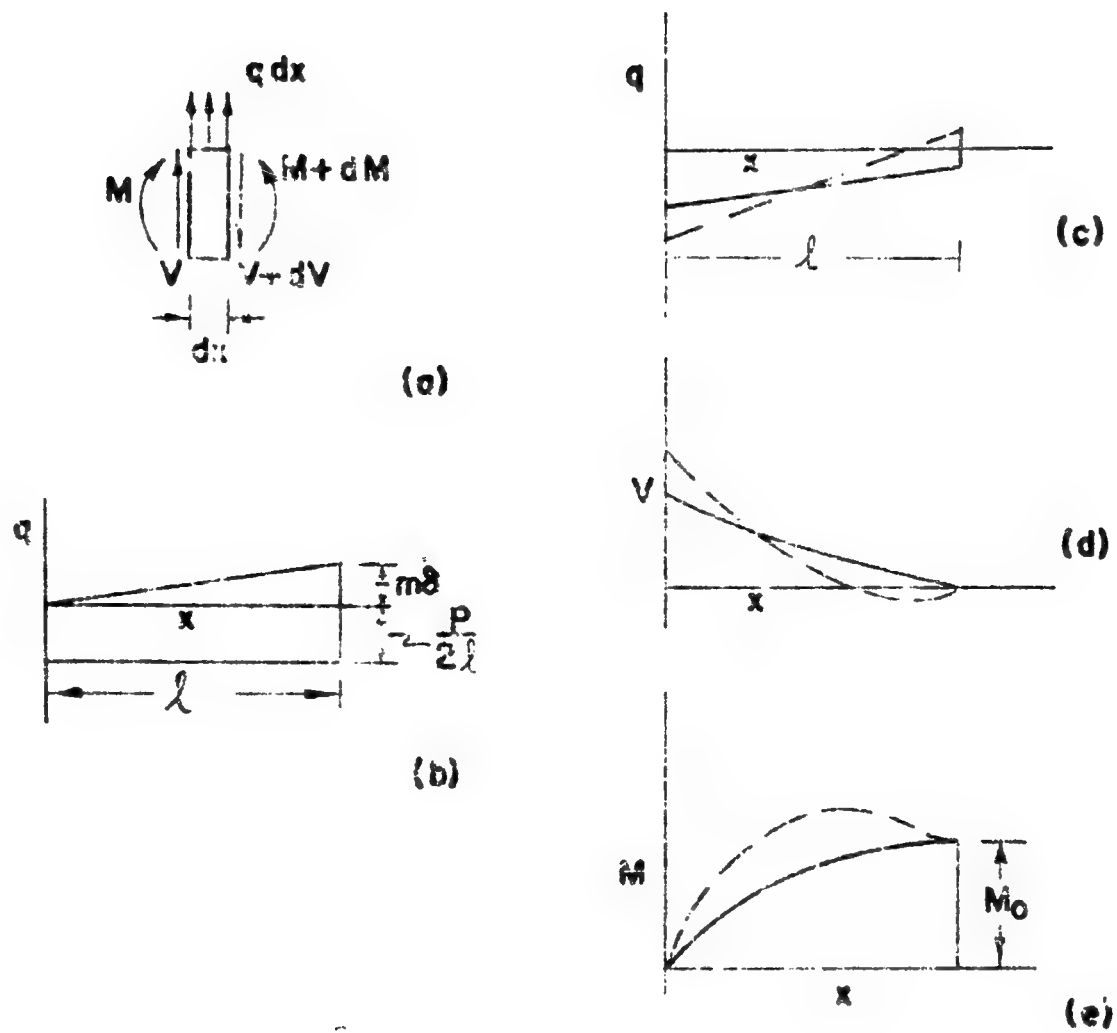 q dx
M
M + dM
V
V + dV
dx
(a)
q
x
mδ
P
2l
l
(b)
q
x
l
(c)
V
x
(d)
M
M₀
x
(e)